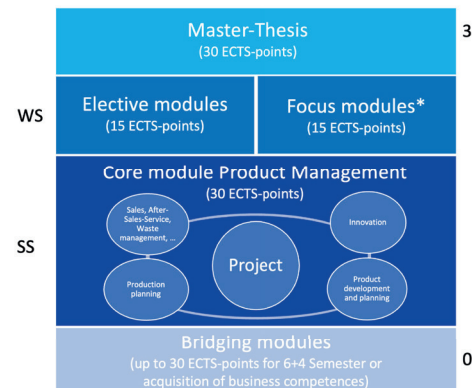 Master-Thesis
(30 ECTS-points)
3
WS
Elective modules
(15 ECTS-points)
Focus modules*
(15 ECTS-points)
Core module Product Management
(30 ECTS-points)
SS
Sales, After-
Sales-Service,
Waste
management, ...
Innovation
Project
Production
planning
Product
development
and planning
Bridging modules
(up to 30 ECTS-points for 6+4 Semester or
acquisition of business competences)
0